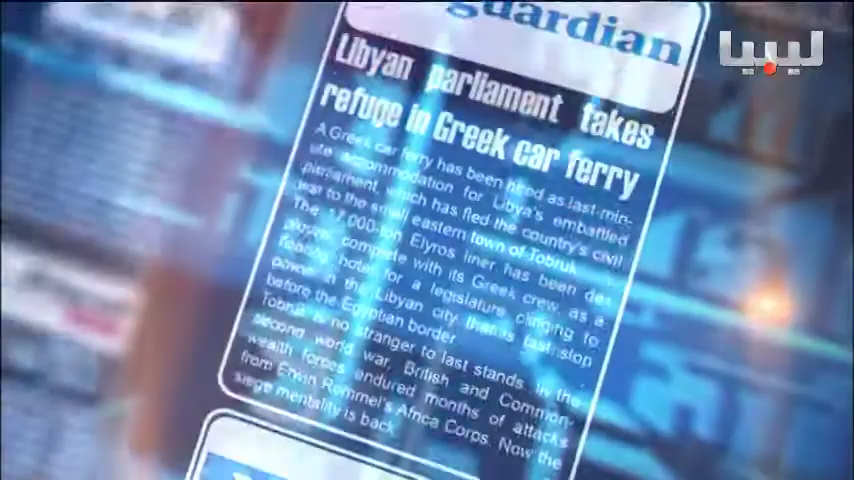 guardian
ليبيا
Libyan parliament takes
refuge in Greek car ferry
A Greek car ferry has been hired as last-min-
ute accommodation for Libya's embattled
parliament, which has fled the country's civil
war to the small eastern town of Tobruk.
The 17,000-ton Elyros liner has been de-
ployed, complete with its Greek crew, as a
floating hotel for a legislature clinging to
power in the Libyan city that is last stop
before the Egyptian border.
Tobruk is no stranger to last stands. In the
second world war, British and Common-
wealth forces endured months of attacks
from Erwin Rommel's Africa Corps. Now the
siege mentality is back.